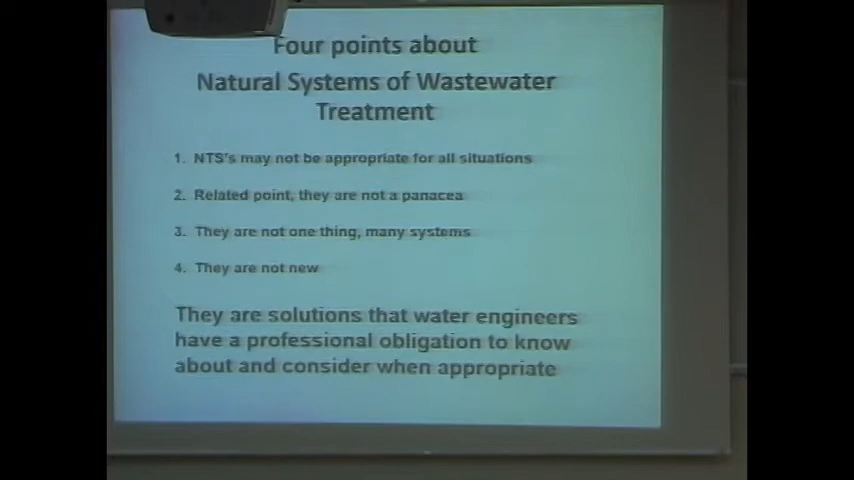 Four points about
Natural Systems of Wastewater
Treatment
1. NTS's may not be appropriate for all situations
2. Related point, they are not a panacea
3. They are not one thing, many systems
4. They are not new
They are solutions that water engineers
have a professional obligation to know
about and consider when appropriate